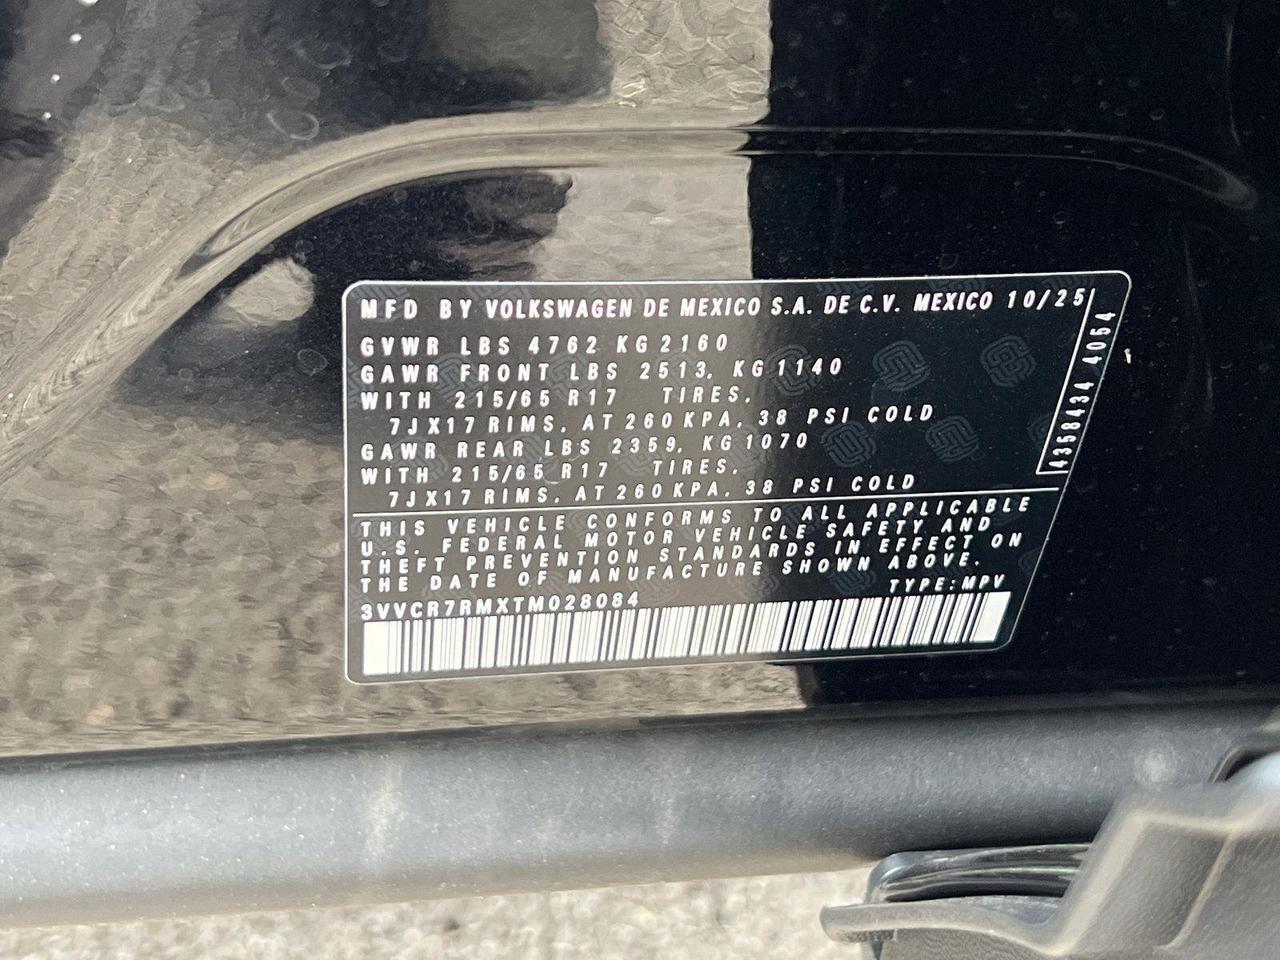 MFD BY VOLKSWAGEN DE MEXICO S.A. DE C.V. MEXICO 10/25
GVWR LBS 4762 KG 2160
GAWR FRONT LBS 2513, KG 1140
WITH 215/65 R17 TIRES,
7JX17 RIMS, AT 260 KPA, 38 PSI COLD
GAWR REAR LBS 2359, KG 1070
WITH 215/65 R17 TIRES,
7JX17 RIMS, AT 260 KPA, 38 PSI COLD
4358434 4054
THIS VEHICLE CONFORMS TO ALL APPLICABLE
U.S. FEDERAL MOTOR VEHICLE SAFETY AND
THEFT PREVENTION STANDARDS IN EFFECT ON
THE DATE OF MANUFACTURE SHOWN ABOVE.
TYPE: MPV
3VVCR7RMXTM028084